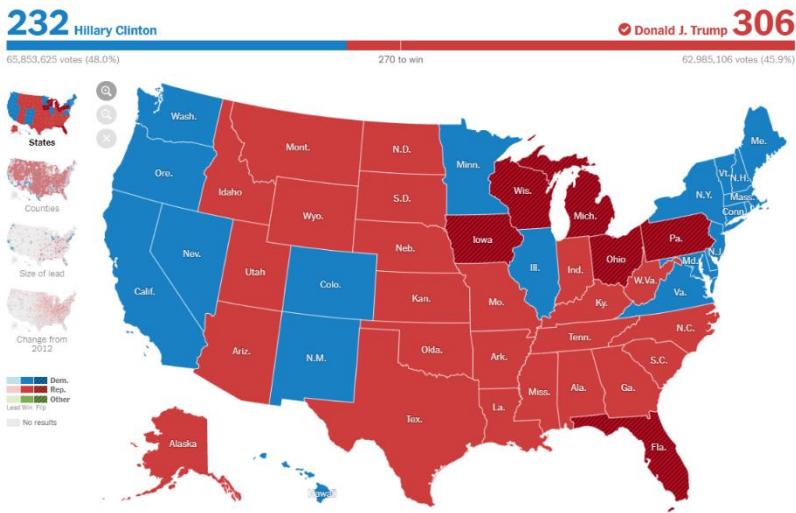 232 Hillary Clinton
Donald J. Trump 306
65,853,625 votes (48.0%)
270 to win
62,985,106 votes (45.9%)
States
Counties
Size of lead
Change from
2012
Dem.
Rep.
Other
Lead Win Flip
No results
Wash.
Ore.
Calif.
Nev.
Idaho
Mont.
Wyo.
Utah
Ariz.
Colo.
N.M.
N.D.
S.D.
Neb.
Kan.
Okla.
Tex.
Minn.
Iowa
Mo.
Ark.
La.
Wis.
Ill.
Mich.
Ind.
Ohio
Ky.
Tenn.
Miss.
Ala.
Ga.
Fla.
S.C.
N.C.
Va.
W.Va.
Md.
Pa.
N.J.
N.Y.
Conn.
Mass.
Vt.
N.H.
Me.
Alaska
Hawaii